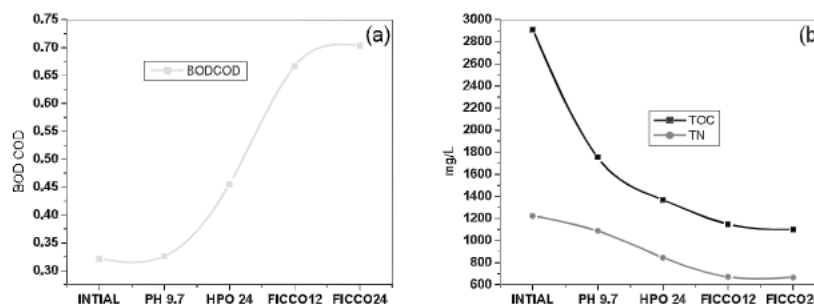 (a)
BODCOD
BOD COD
0,75
0,70
0,65
0,60
0,55
0,50
0,45
0,40
0,35
0,30
INTIAL PH 9.7 HPO 24 FICCO12 FICCO24
(b)
TOC
TN
mg/L
3000
2800
2600
2400
2200
2000
1800
1600
1400
1200
1000
800
600
INTIAL PH 9.7 HPO 24 FICCO12 FICCO24